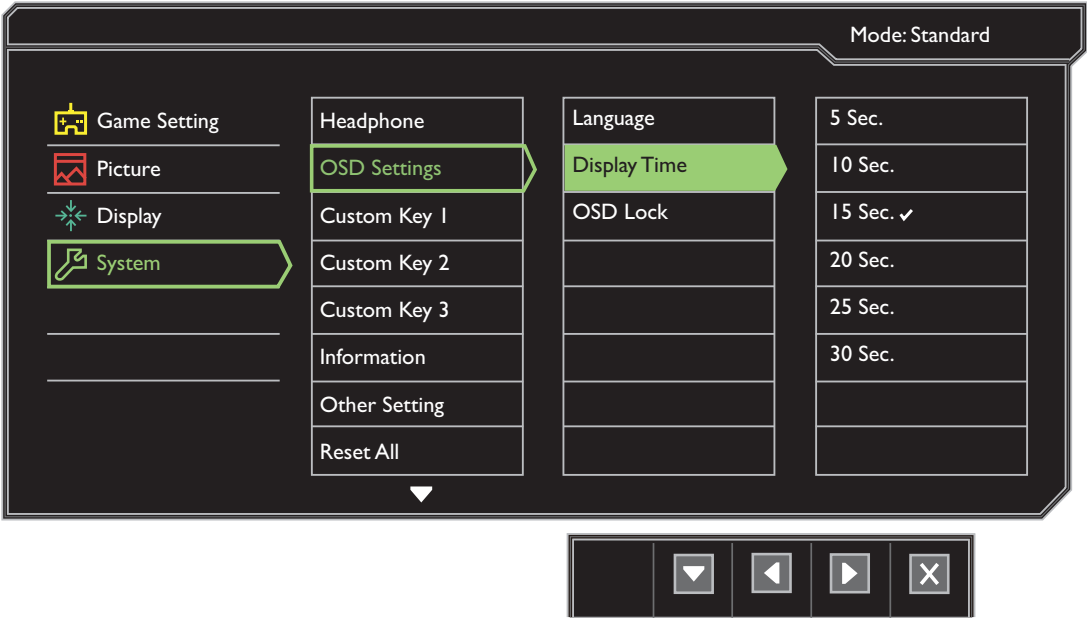 Mode: Standard
Game Setting
Picture
Display
System
Headphone
OSD Settings
Custom Key 1
Custom Key 2
Custom Key 3
Information
Other Setting
Reset All
Language
Display Time
OSD Lock
5 Sec.
10 Sec.
15 Sec.
20 Sec.
25 Sec.
30 Sec.